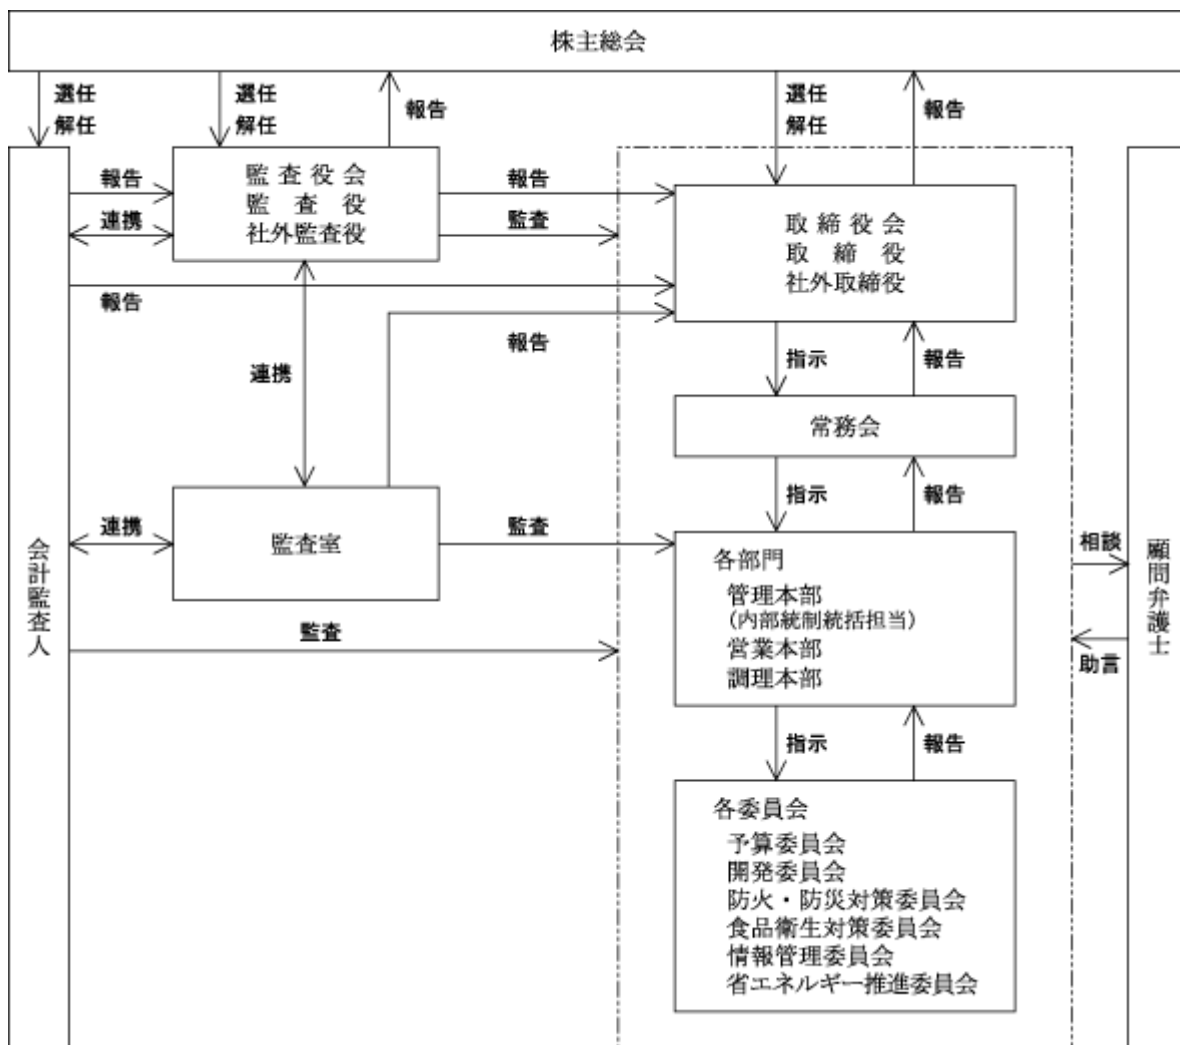 株主総会
選任
解任
選任
解任
報告
選任
解任
報告
監査役会
監査役
社外監査役
報告
連携
報告
監査
取締役会
取締役
社外取締役
報告
報告
連携
指示
報告
常務会
指示
報告
会計監査人
連携
監査室
監査
各部門
管理本部
(内部統制統括担当)
営業本部
調理本部
相談
助言
顧問弁護士
監査
指示
報告
各委員会
予算委員会
開発委員会
防火・防災対策委員会
食品衛生対策委員会
情報管理委員会
省エネルギー推進委員会